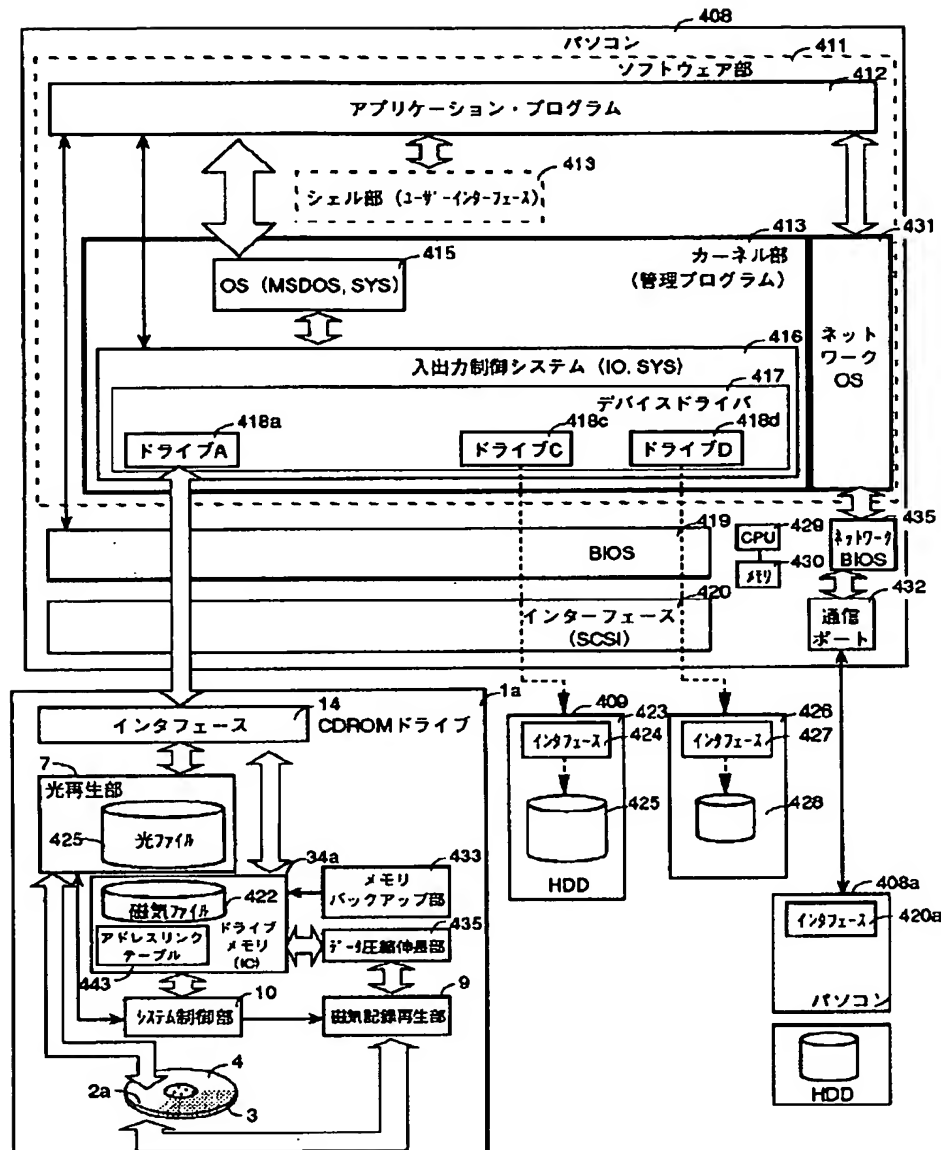 408
パソコン
411
ソフトウェア部
412
アプリケーション・プログラム
413
シェル部 (ユーザーインタフェース)
413
431
415
カーネル部
(管理プログラム)
OS (MSDOS, SYS)
ネット
ワーク
OS
416
入出力制御システム (IO. SYS)
417
デバイスドライバ
418a
418c
418d
ドライブA
ドライブC
ドライブD
419
429
435
BIOS
CPU
ネットワーク
BIOS
430
メモリ
420
432
インターフェース
(SCSI)
通信
ポート
1a
14
インタフェース
CDROMドライブ
409
423
426
インタフェース
424
インタフェース
427
7
光再生部
425
光ファイル
425
428
HDD
34a
433
422
磁気ファイル
メモリ
バックアップ部
アドレスリンク
テーブル
ドライブ
メモリ
(IC)
435
データ圧縮伸長部
443
408a
インタフェース
420a
10
9
システム制御部
磁気記録再生部
パソコン
4
2a
3
HDD